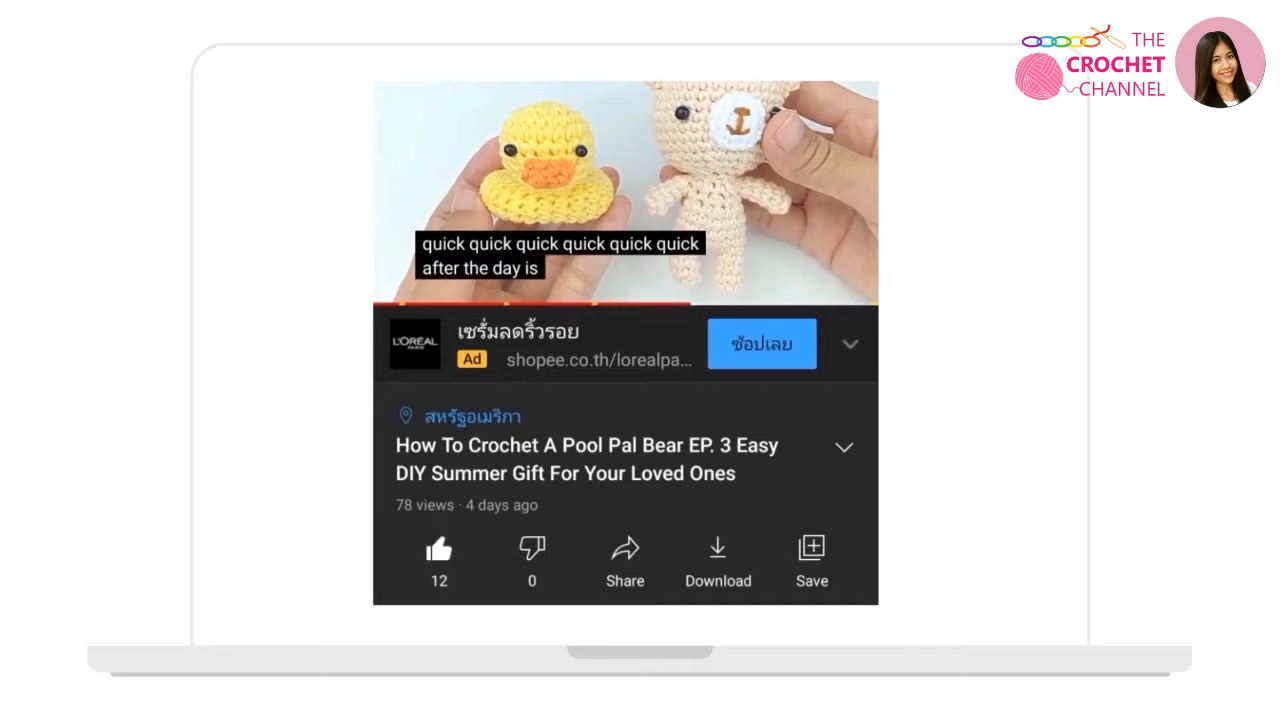 THE
CROCHET
CHANNEL
quick quick quick quick quick quick
after the day is
L'ORÉAL
PARIS
เซรั่มลดริ้วรอย
Ad shopee.co.th/lorealpa...
ช้อปเลย
สหรัฐอเมริกา
How To Crochet A Pool Pal Bear EP. 3 Easy
DIY Summer Gift For Your Loved Ones
78 views · 4 days ago
12 0 Share Download Save